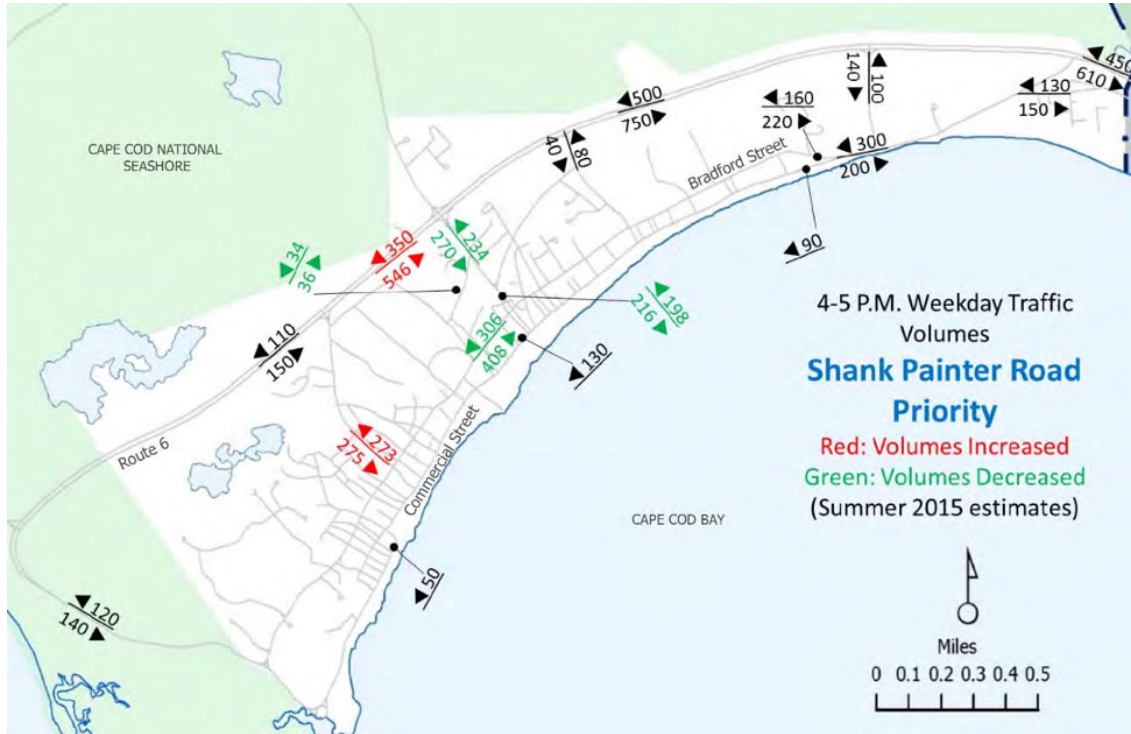 450
610
130
150
100
140
160
220
500
750
80
40
Bradford Street
300
200
CAPE COD NATIONAL
SEASHORE
90
34
36
350
546
234
270
198
216
306
408
130
110
150
Route 6
273
275
Commercial Street
50
120
140
CAPE COD BAY
4-5 P.M. Weekday Traffic
Volumes
Shank Painter Road
Priority
Red: Volumes Increased
Green: Volumes Decreased
(Summer 2015 estimates)
Miles
0 0.1 0.2 0.3 0.4 0.5